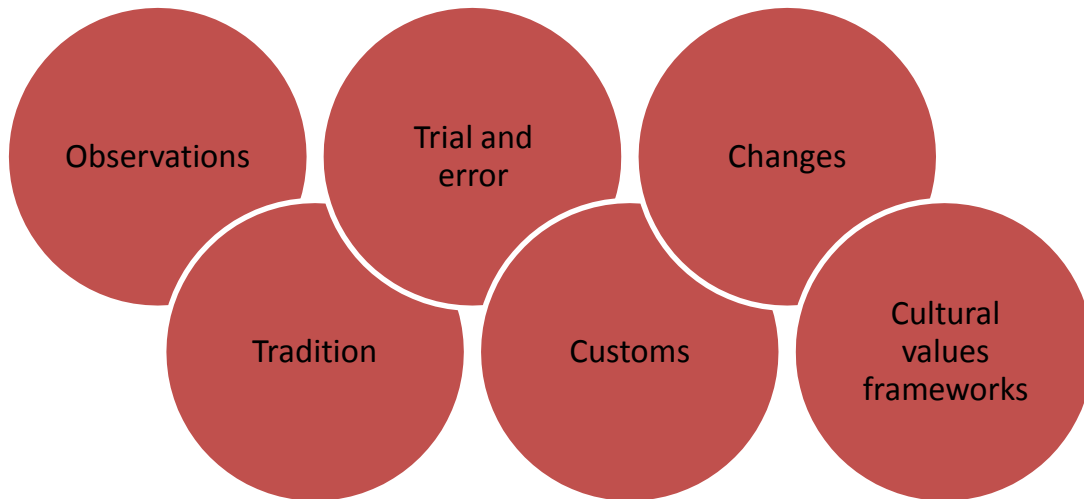 Observations
Trial and
error
Changes
Tradition
Customs
Cultural
values
frameworks